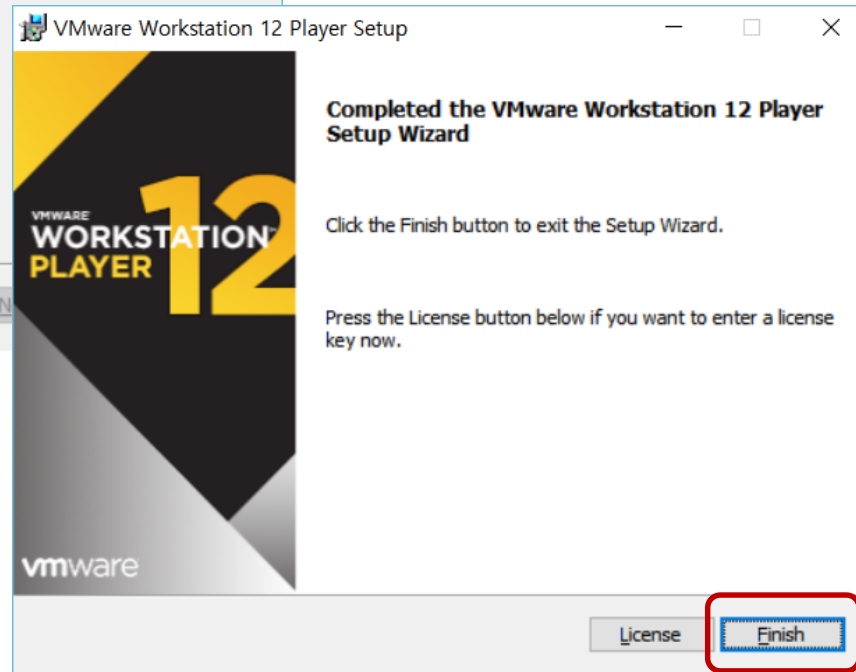 VMware Workstation 12 Player Setup
Completed the VMware Workstation 12 Player
Setup Wizard
Click the Finish button to exit the Setup Wizard.
Press the License button below if you want to enter a license
key now.
12
VMWARE
WORKSTATION™
PLAYER
vmware
N
License
Finish